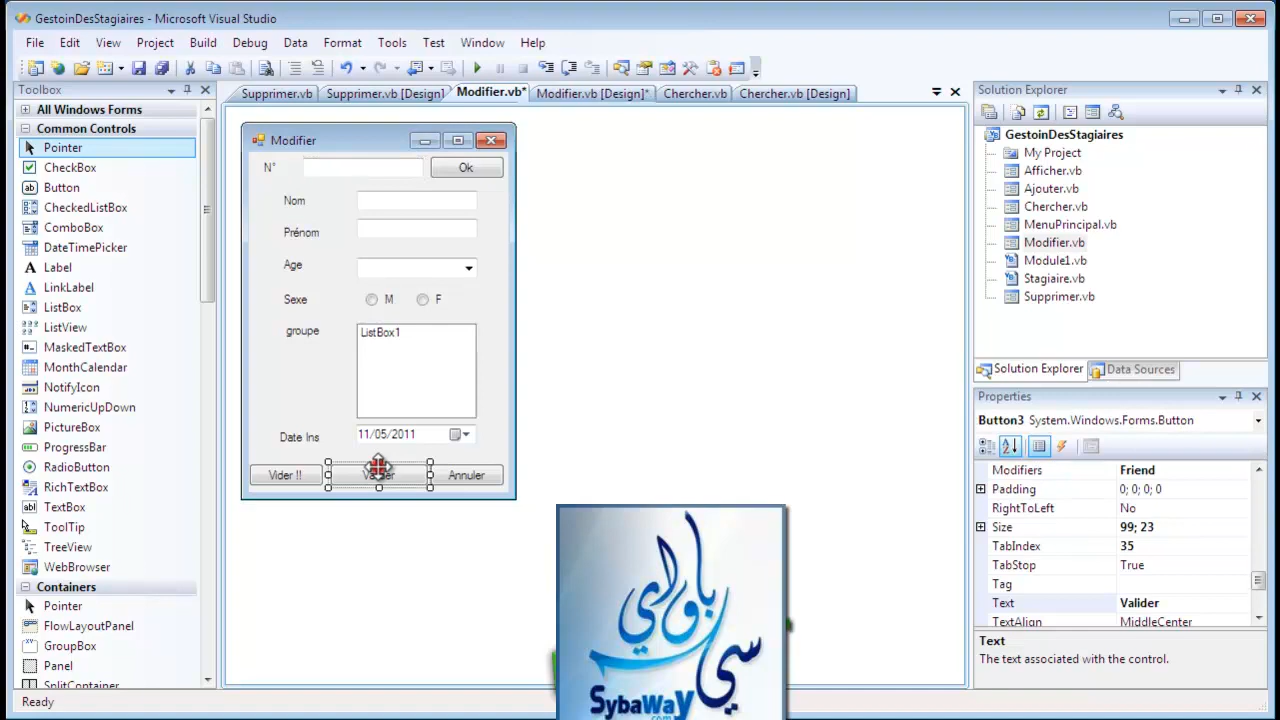 GestoinDesStagiaires - Microsoft Visual Studio
File Edit View Project Build Debug Data Format Tools Test Window Help
Toolbox
Supprimer.vb Supprimer.vb [Design] Modifier.vb* Modifier.vb [Design]* Chercher.vb Chercher.vb [Design]
Solution Explorer
All Windows Forms
Common Controls
Pointer
CheckBox
Button
CheckedListBox
ComboBox
DateTimePicker
Label
LinkLabel
ListBox
ListView
MaskedTextBox
MonthCalendar
NotifyIcon
NumericUpDown
PictureBox
ProgressBar
RadioButton
RichTextBox
TextBox
ToolTip
TreeView
WebBrowser
Containers
Pointer
FlowLayoutPanel
GroupBox
Panel
SplitContainer
Ready
Modifier
N° Ok
Nom
Prénom
Age
Sexe M F
groupe ListBox1
Date Ins 11/05/2011
Vider !! Valider Annuler
سي باواي
SybaWay
.com
GestoinDesStagiaires
My Project
Afficher.vb
Ajouter.vb
Chercher.vb
MenuPrincipal.vb
Modifier.vb
Module1.vb
Stagiaire.vb
Supprimer.vb
Solution Explorer Data Sources
Properties
Button3 System.Windows.Forms.Button
Modifiers Friend
Padding 0; 0; 0; 0
RightToLeft No
Size 99; 23
TabIndex 35
TabStop True
Tag
Text Valider
TextAlign MiddleCenter
Text
The text associated with the control.